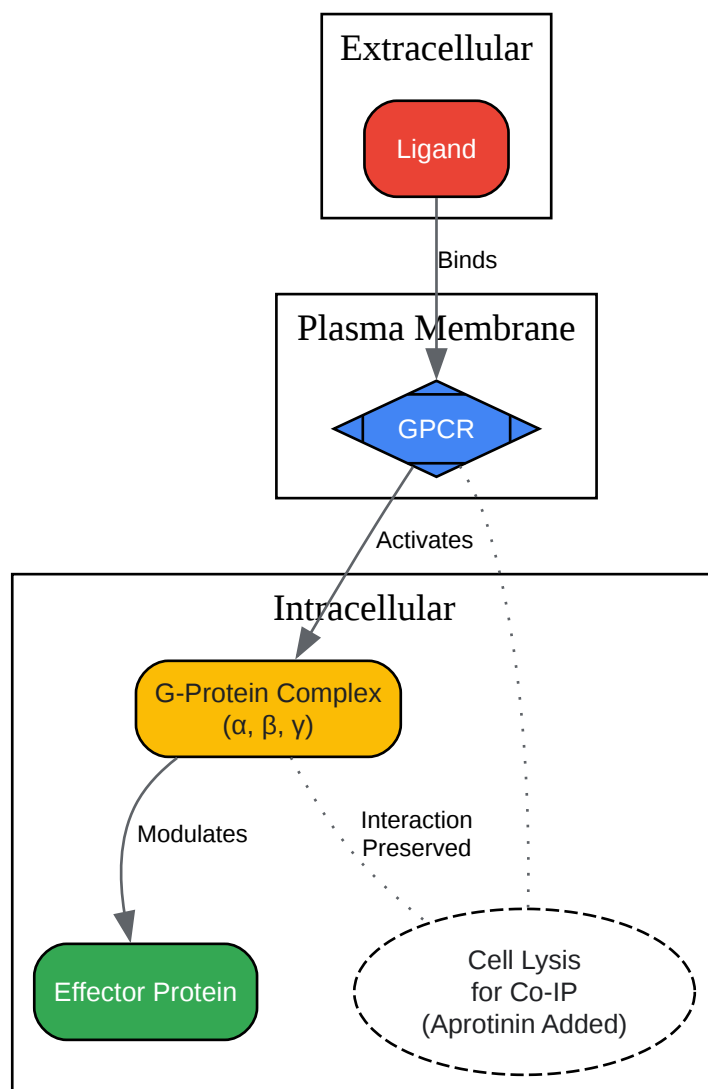 Extracellular
Ligand
Binds
Plasma Membrane
GPCR
Activates
Intracellular
G-Protein Complex
(α, β, γ)
Modulates
Interaction
Preserved
Effector Protein
Cell Lysis
for Co-IP
(Aprotinin Added)